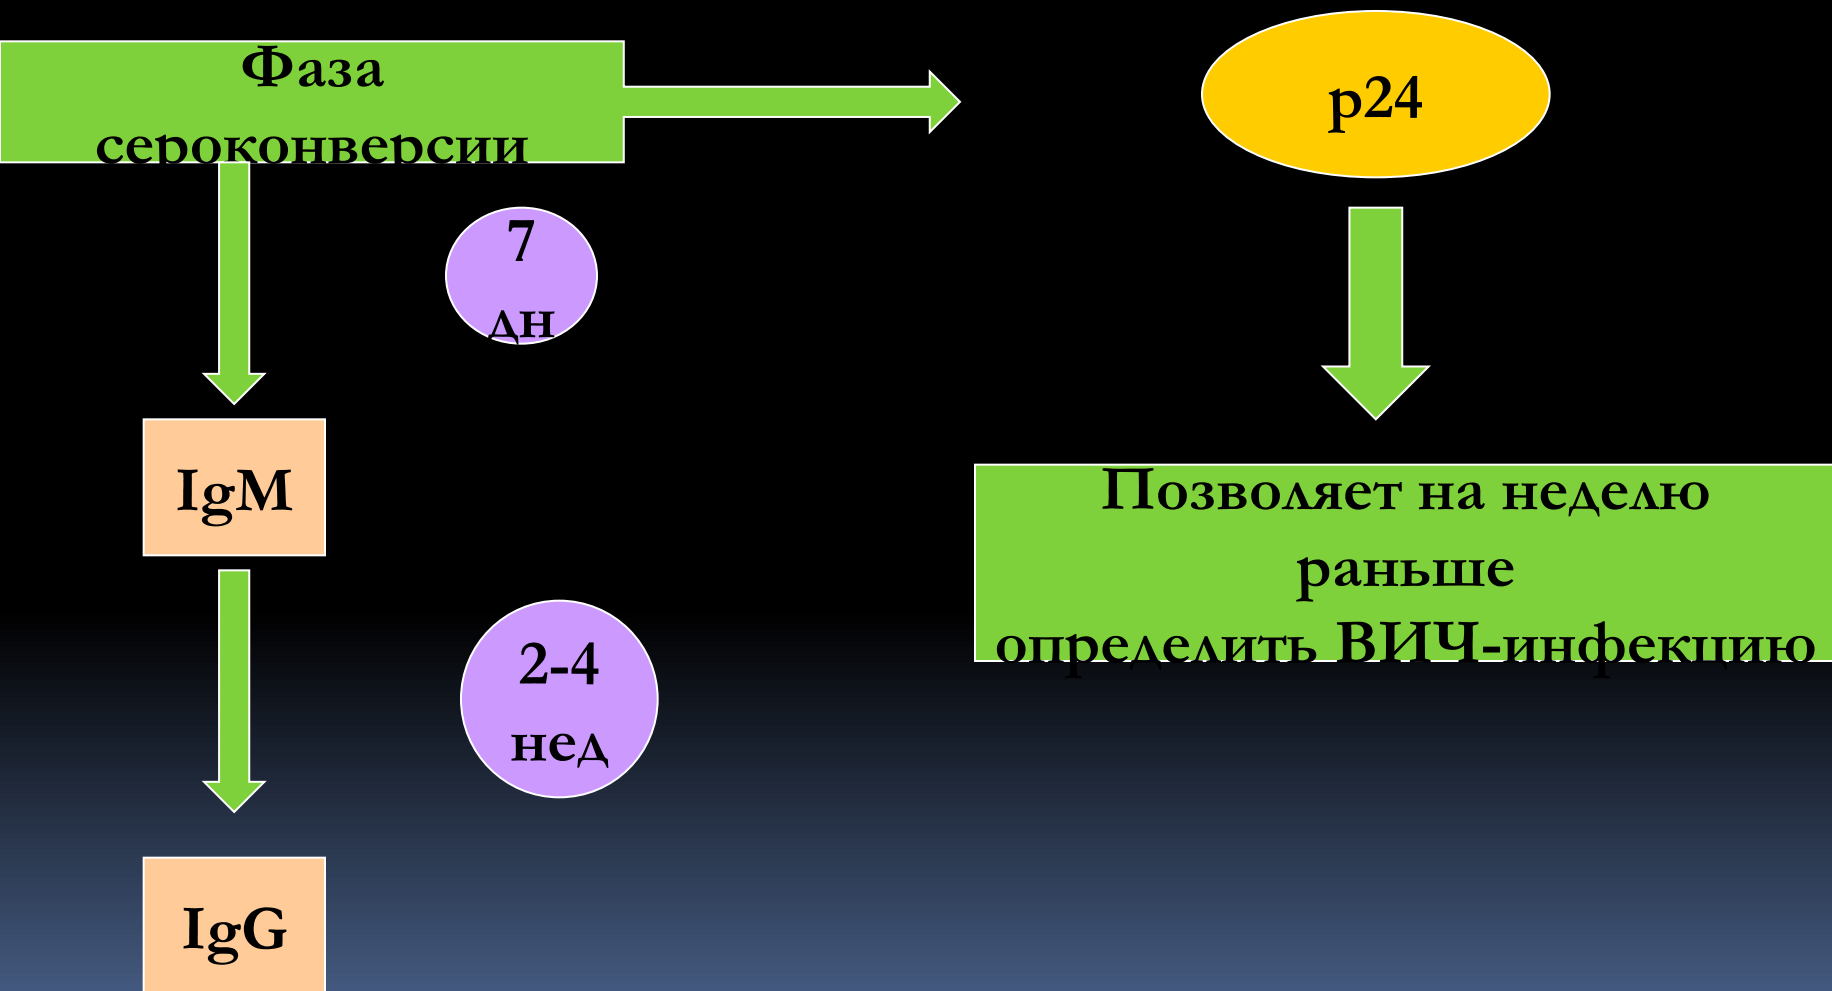 Фаза
сероконверсии
p24
7
дн
IgM
Позволяет на неделю
раньше
определить ВИЧ-инфекцию
2-4
нед
IgG